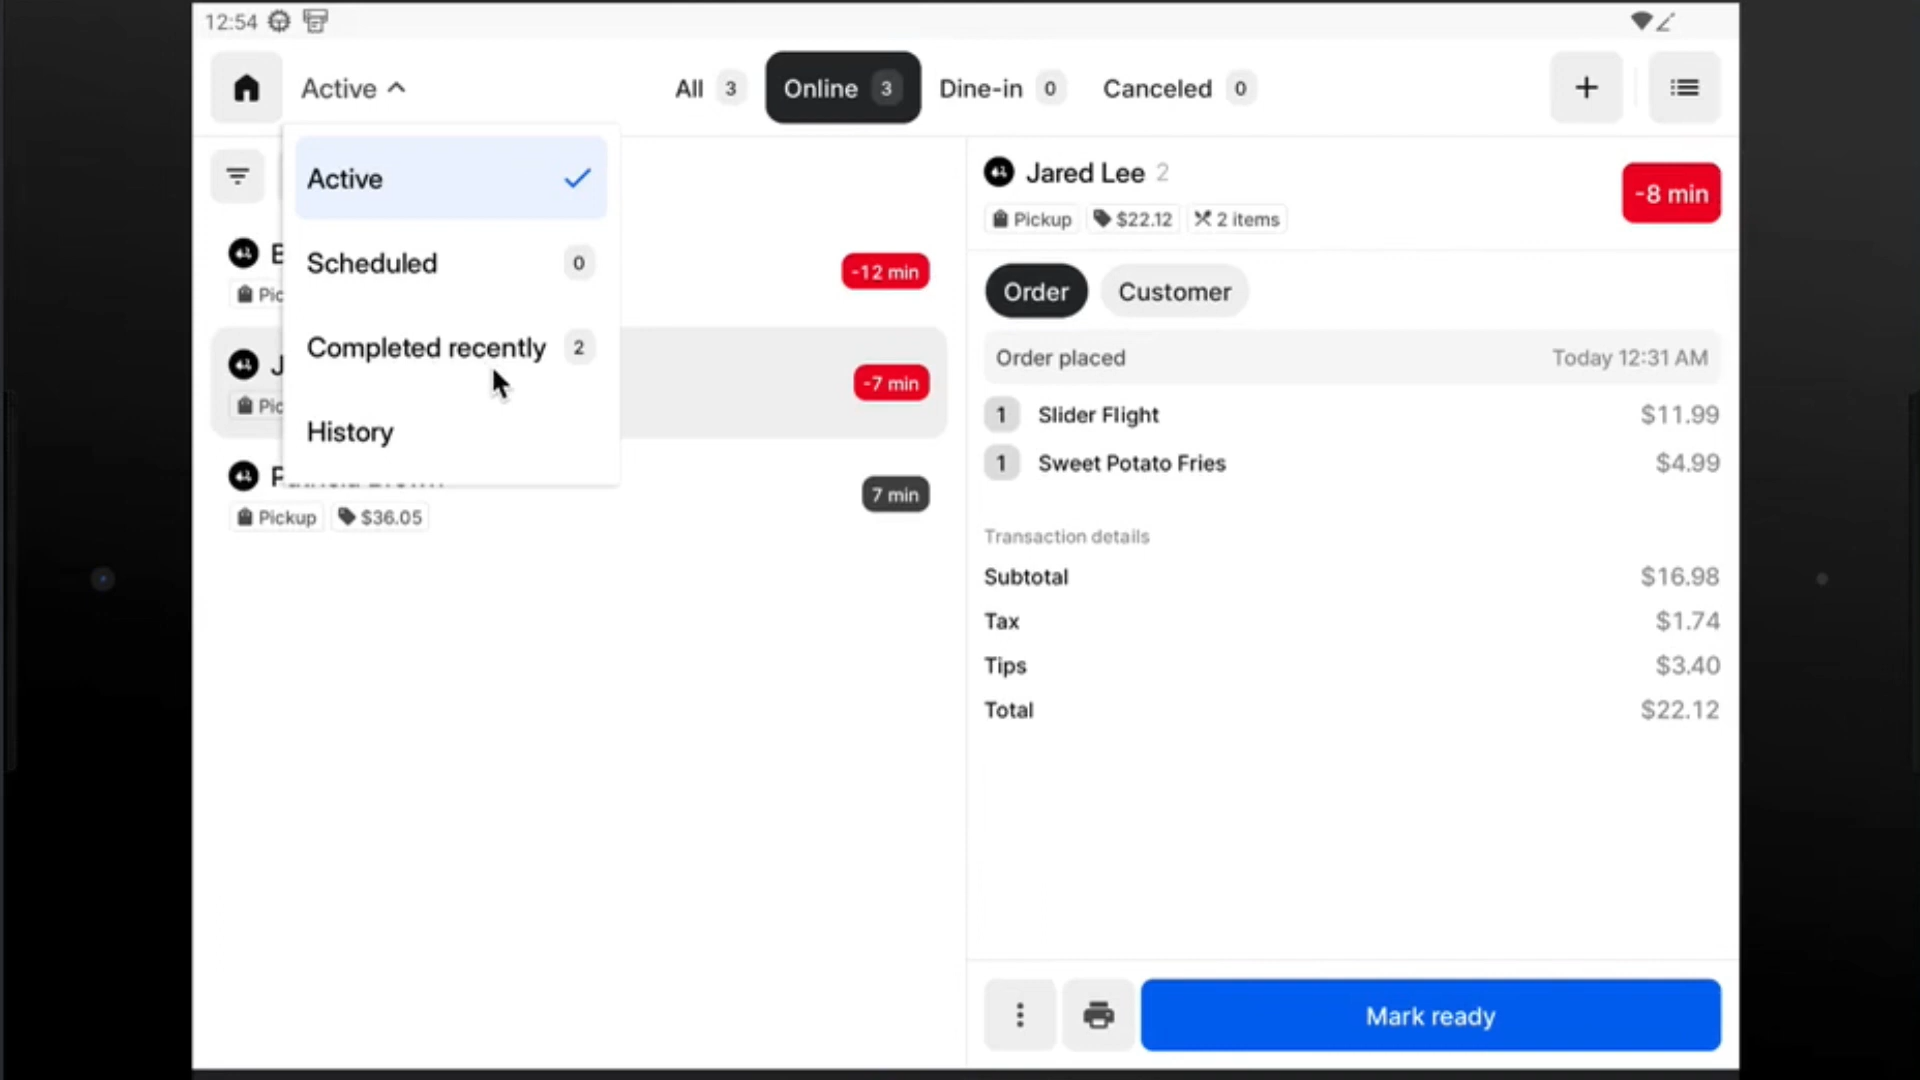 12:54
Active
All 3
Online 3
Dine-in 0
Canceled 0
Active
Scheduled 0
Completed recently 2
History
-12 min
-7 min
7 min
Pickup $36.05
Jared Lee 2
-8 min
Pickup $22.12 2 items
Order Customer
Order placed Today 12:31 AM
1 Slider Flight $11.99
1 Sweet Potato Fries $4.99
Transaction details
Subtotal $16.98
Tax $1.74
Tips $3.40
Total $22.12
Mark ready